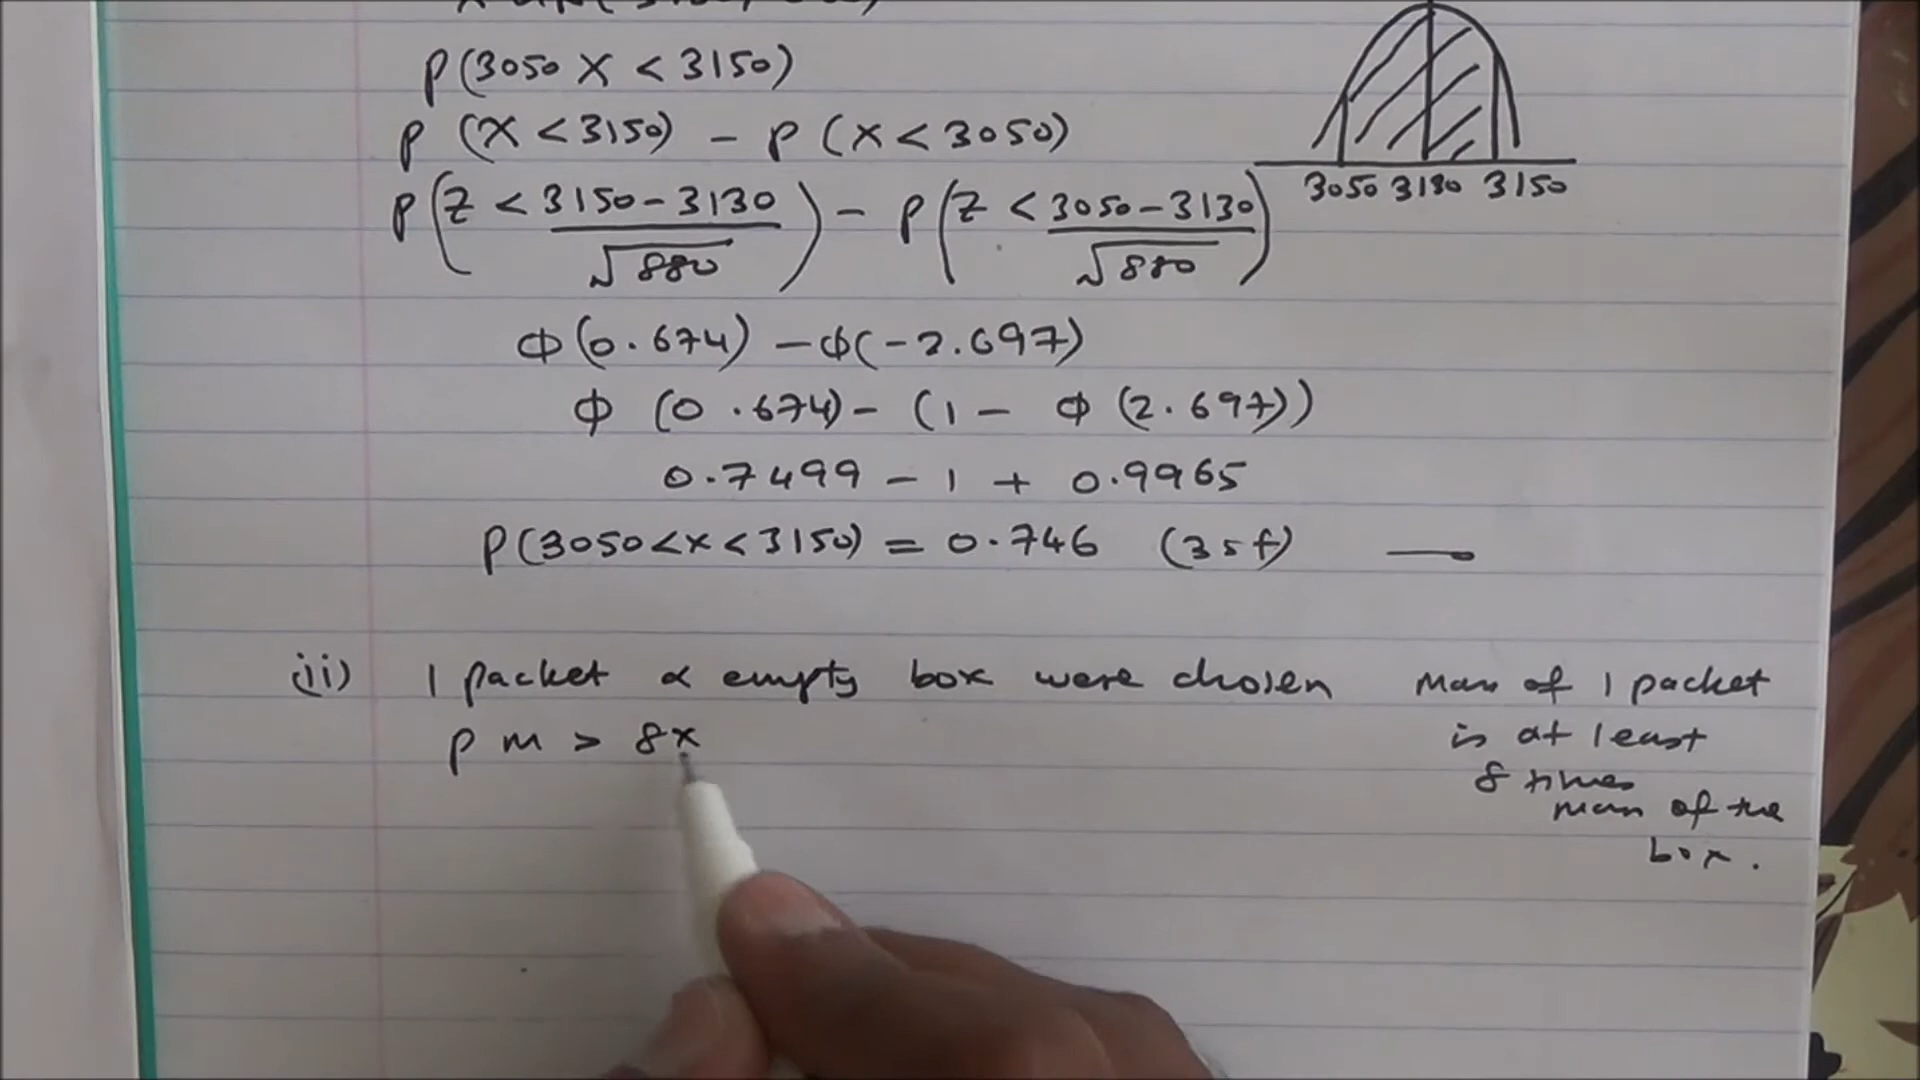 P(3050 X < 3150)
P (X < 3150) - P (X < 3050)
P(Z < (3150-3130)/√880) - P(Z < (3050-3130)/√880)
3050 3130 3150
Φ(0.674) - Φ(-2.697)
Φ (0.674) - (1 - Φ (2.697))
0.7499 - 1 + 0.9965
P(3050<x<3150) = 0.746 (3sf)
(ii) 1 packet & empty box were chosen
P m > 8x
Mass of 1 packet
is at least
8 times
mass of the
box.